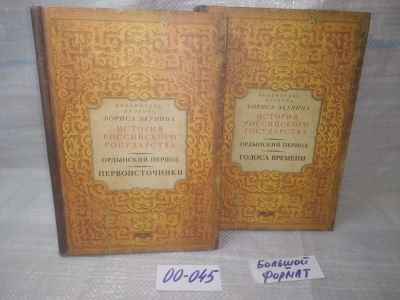 БИБЛИОТЕКА
ПРОЕКТА
БОРИСА АКУНИНА
ИСТОРИЯ
РОССИЙСКОГО
ГОСУДАРСТВА
ОРДЫНСКИЙ ПЕРИОД
ПЕРВОИСТОЧНИКИ
БИБЛИОТЕКА
ПРОЕКТА
БОРИСА АКУНИНА
ИСТОРИЯ
РОССИЙСКОГО
ГОСУДАРСТВА
ОРДЫНСКИЙ ПЕРИОД
ГОЛОСА ВРЕМЕНИ
00-045
БОЛЬШОЙ
ФОРМАТ